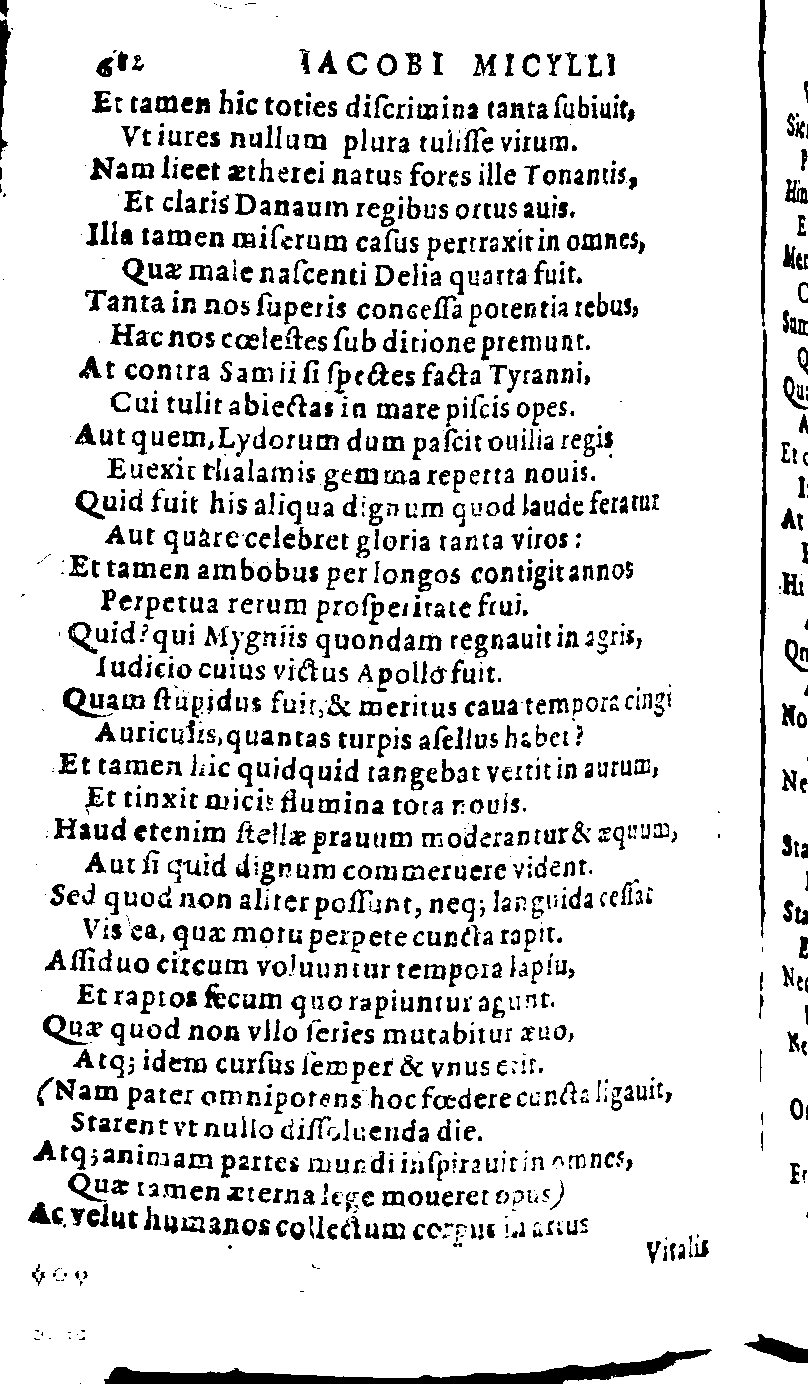 612 IACOBI MICYLLI
Et tamen hic toties diſcrimina tanta ſubiuit,
Vt iures nullum plura tuliſſe virum.
Nam licet ætherei natus fores ille Tonantis,
Et claris Danaum regibus ortus auis.
Illa tamen miſerum caſus pertraxit in omnes,
Quæ male naſcenti Delia quarta fuit.
Tanta in nos ſuperis conceſſa potentia rebus,
Hac nos cœleſtes ſub ditione premunt.
At contra Samii ſi ſpectes facta Tyranni,
Cui tulit abiectas in mare piſcis opes.
Aut quem, Lydorum dum paſcit ouilia regis
Euexit thalamis gemma reperta nouis.
Quid fuit his aliqua dignum quod laude feratur
Aut quare celebret gloria tanta viros:
Et tamen ambobus per longos contigit annos
Perpetua rerum proſperitate frui.
Quid? qui Mygniis quondam regnauit in agris,
Iudicio cuius victus Apollo fuit.
Quam ſtupidus fuit, & meritus caua tempora cingi
Auriculis, quantas turpis aſellus habet?
Et tamen hic quidquid tangebat vertit in aurum,
Et tinxit micis flumina tota nouis.
Haud etenim ſtellæ prauum moderantur & æquum,
Aut ſi quid dignum commeruere vident.
Sed quod non aliter poſſunt, neq; languida ceſſat
Vis ea, quæ motu perpete cuncta rapit.
Aſſiduo circum voluuntur tempora lapſu,
Et raptos ſecum quo rapiuntur agunt.
Quæ quod non vllo ſeries mutabitur æuo,
Atq; idem curſus ſemper & vnus erit.
(Nam pater omnipotens hoc fœdere cuncta ligauit,
Starent vt nullo diſſoluenda die.
Atq; animam partes mundi inſpirauit in omnes,
Quæ tamen æterna lege moueret opus)
Ac velut humanos collectum corpus in artus
Vitalis